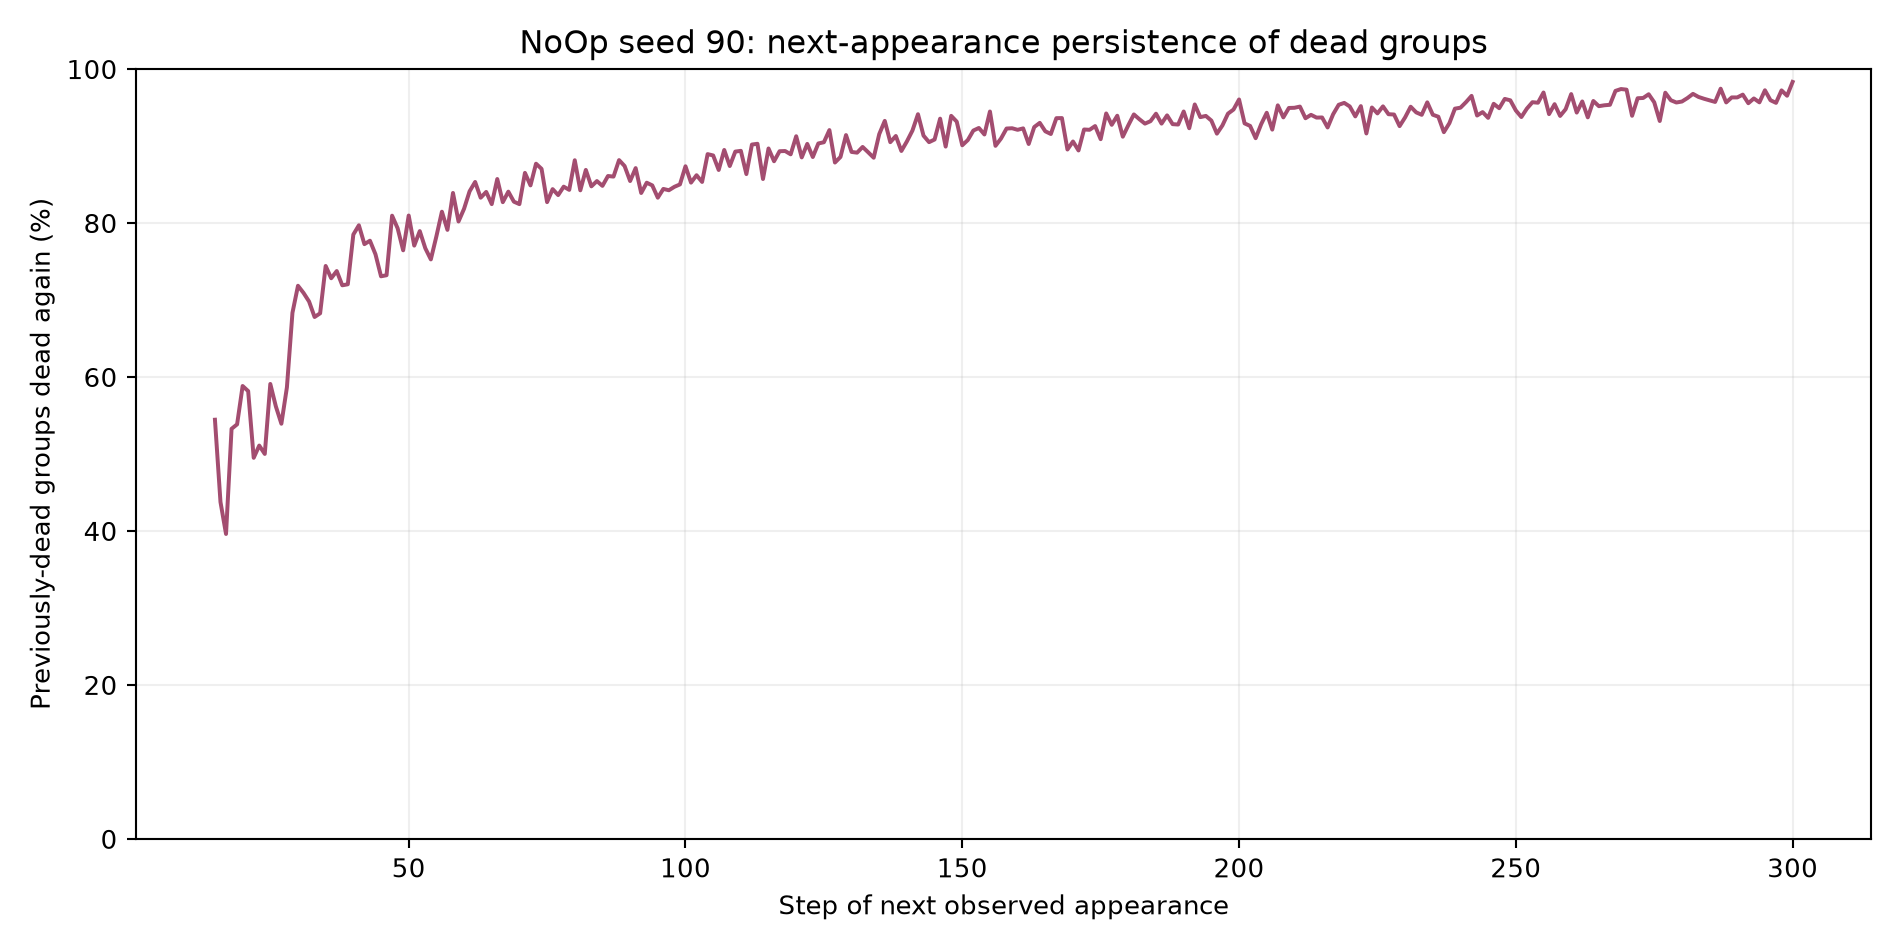 NoOp seed 90: next-appearance persistence of dead groups
Previously-dead groups dead again (%)
100
80
60
40
20
0
50 100 150 200 250 300
Step of next observed appearance